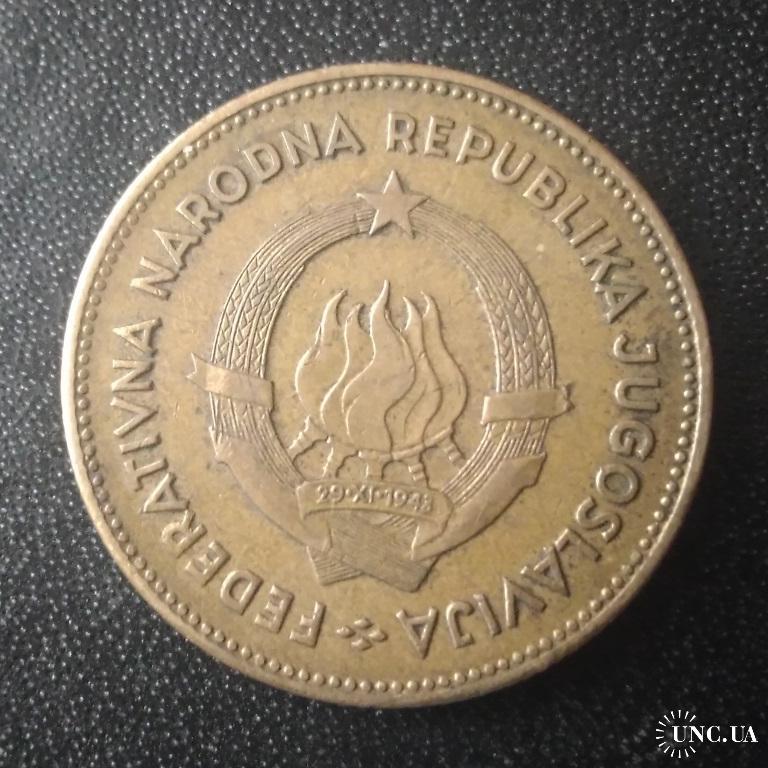 FEDERATIVNA NARODNA REPUBLIKA JUGOSLAVIJA
29·XI·1943
UNC.UA